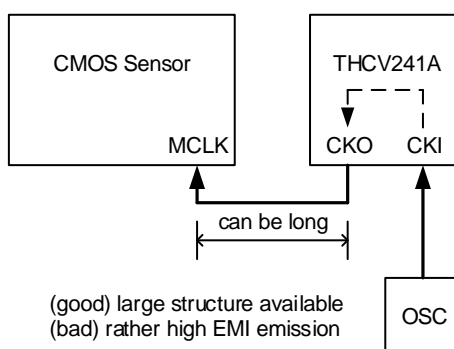 CMOS Sensor
THCV241A
MCLK
CKO
CKI
can be long
OSC
(good) large structure available
(bad) rather high EMI emission